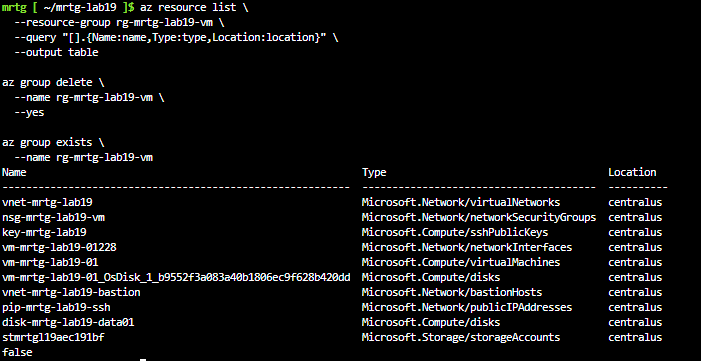 mrtg [ ~/mrtg-lab19 ]$ az resource list \
  --resource-group rg-mrtg-lab19-vm \
  --query "[].{Name:name,Type:type,Location:location}" \
  --output table

az group delete \
  --name rg-mrtg-lab19-vm \
  --yes

az group exists \
  --name rg-mrtg-lab19-vm
Name                                                    Type                                     Location
------------------------------------------------------  ---------------------------------------  ----------
vnet-mrtg-lab19                                         Microsoft.Network/virtualNetworks        centralus
nsg-mrtg-lab19-vm                                       Microsoft.Network/networkSecurityGroups  centralus
key-mrtg-lab19                                          Microsoft.Compute/sshPublicKeys          centralus
vm-mrtg-lab19-01228                                     Microsoft.Network/networkInterfaces      centralus
vm-mrtg-lab19-01                                        Microsoft.Compute/virtualMachines        centralus
vm-mrtg-lab19-01_OsDisk_1_b9552f3a083a40b1806ec9f628b420dd  Microsoft.Compute/disks                  centralus
vnet-mrtg-lab19-bastion                                 Microsoft.Network/bastionHosts           centralus
pip-mrtg-lab19-ssh                                      Microsoft.Network/publicIPAddresses      centralus
disk-mrtg-lab19-data01                                  Microsoft.Compute/disks                  centralus
stmrtgl19aec191bf                                       Microsoft.Storage/storageAccounts        centralus
false